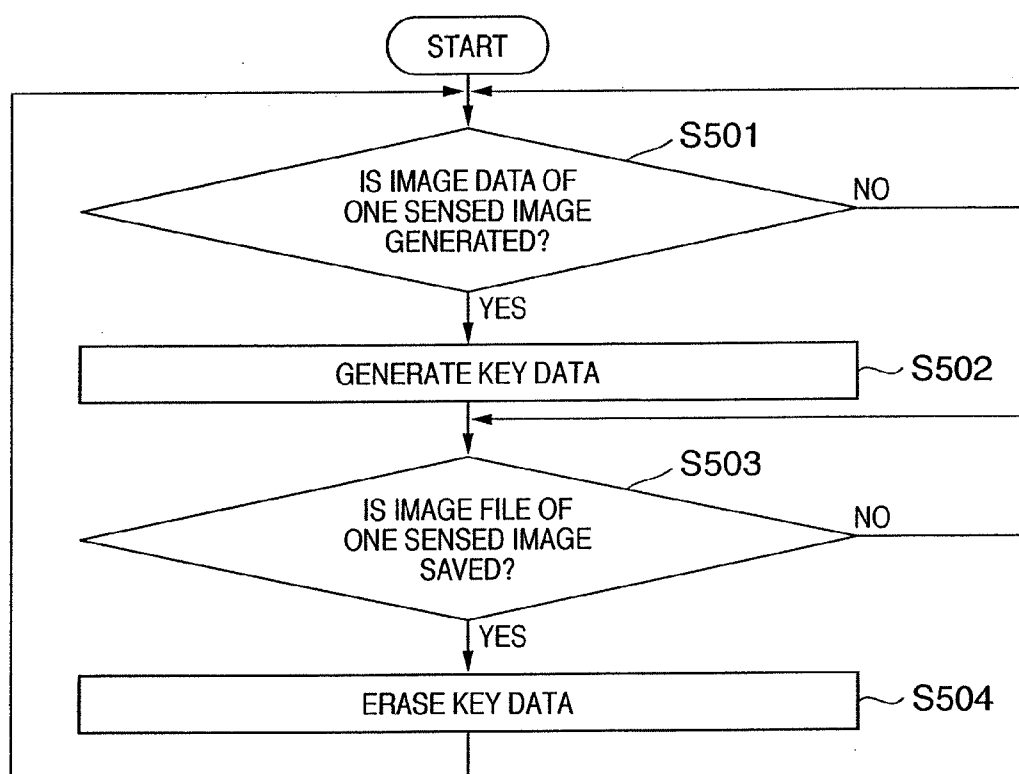 START
S501
IS IMAGE DATA OF
ONE SENSED IMAGE
GENERATED?
NO
YES
GENERATE KEY DATA
S502
S503
IS IMAGE FILE OF
ONE SENSED IMAGE
SAVED?
NO
YES
ERASE KEY DATA
S504